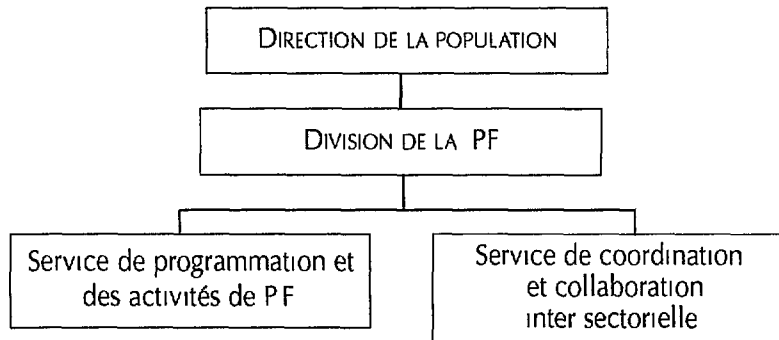 DIRECTION DE LA POPULATION
DIVISION DE LA PF
Service de programmation et
des activités de PF
Service de coordination
et collaboration
inter sectorielle